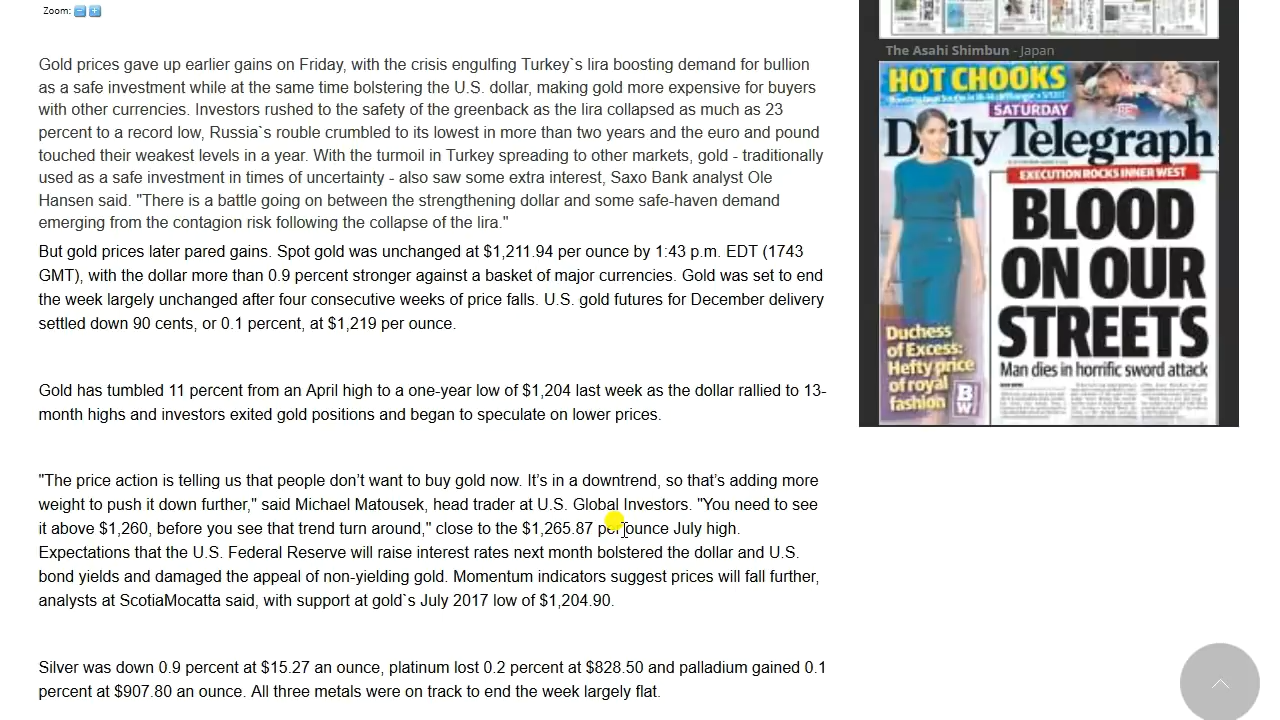 Zoom:
Gold prices gave up earlier gains on Friday, with the crisis engulfing Turkey`s lira boosting demand for bullion
as a safe investment while at the same time bolstering the U.S. dollar, making gold more expensive for buyers
with other currencies. Investors rushed to the safety of the greenback as the lira collapsed as much as 23
percent to a record low, Russia`s rouble crumbled to its lowest in more than two years and the euro and pound
touched their weakest levels in a year. With the turmoil in Turkey spreading to other markets, gold - traditionally
used as a safe investment in times of uncertainty - also saw some extra interest, Saxo Bank analyst Ole
Hansen said. "There is a battle going on between the strengthening dollar and some safe-haven demand
emerging from the contagion risk following the collapse of the lira."
But gold prices later pared gains. Spot gold was unchanged at $1,211.94 per ounce by 1:43 p.m. EDT (1743
GMT), with the dollar more than 0.9 percent stronger against a basket of major currencies. Gold was set to end
the week largely unchanged after four consecutive weeks of price falls. U.S. gold futures for December delivery
settled down 90 cents, or 0.1 percent, at $1,219 per ounce.
Gold has tumbled 11 percent from an April high to a one-year low of $1,204 last week as the dollar rallied to 13-
month highs and investors exited gold positions and began to speculate on lower prices.
"The price action is telling us that people don’t want to buy gold now. It’s in a downtrend, so that’s adding more
weight to push it down further," said Michael Matousek, head trader at U.S. Global Investors. "You need to see
it above $1,260, before you see that trend turn around," close to the $1,265.87 per ounce July high.
Expectations that the U.S. Federal Reserve will raise interest rates next month bolstered the dollar and U.S.
bond yields and damaged the appeal of non-yielding gold. Momentum indicators suggest prices will fall further,
analysts at ScotiaMocatta said, with support at gold`s July 2017 low of $1,204.90.
Silver was down 0.9 percent at $15.27 an ounce, platinum lost 0.2 percent at $828.50 and palladium gained 0.1
percent at $907.80 an ounce. All three metals were on track to end the week largely flat.
The Asahi Shimbun - Japan
HOT CHOOKS
SATURDAY
Daily Telegraph
EXECUTION ROCKS INNER WEST
BLOOD
ON OUR
STREETS
Man dies in horrific sword attack
Duchess
of Excess:
Hefty price
of royal
fashion
BW